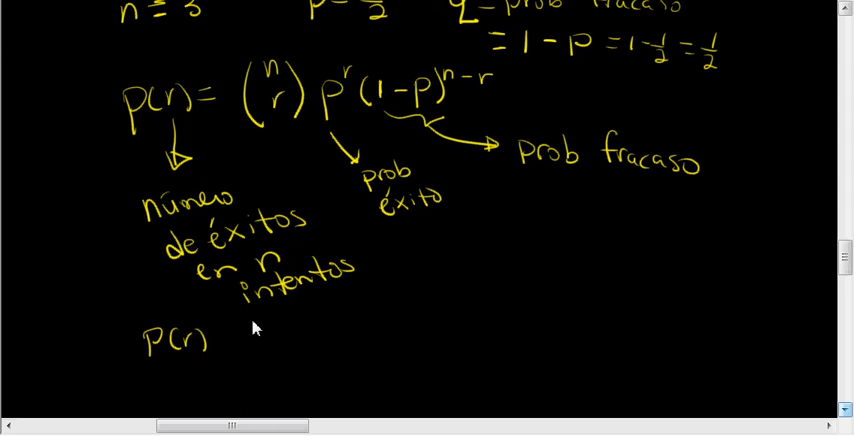 n = 3    p = 1/2    q = prob fracaso
= 1 - p = 1 - 1/2 = 1/2
p(r) = (n r) p^r (1 - p)^{n-r}
prob fracaso
prob
éxito
número
de éxitos
en r
intentos
P(r)